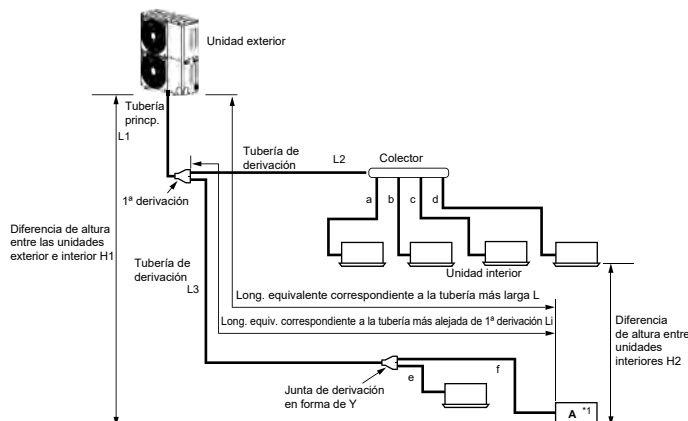 Unidad exterior
Tubería
princp.
L1
Tubería de
derivación
L2
Colector
1ª derivación
a
b
c
d
Diferencia de altura
entre las unidades
exterior e interior H1
Tubería de
derivación
L3
Unidad interior
Long. equivalente correspondiente a la tubería más larga L
Long. equiv. correspondiente a la tubería más alejada de 1ª derivación Li
Diferencia
de altura entre
unidades
interiores H2
Junta de derivación
en forma de Y
e
f
A *1